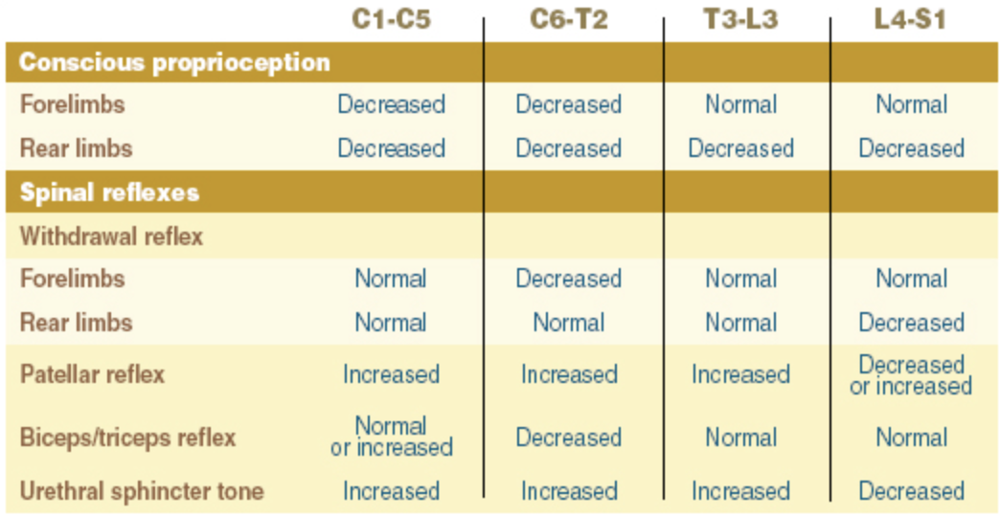 C1-C5 C6-T2 T3-L3 L4-S1
Conscious proprioception
Forelimbs Decreased Decreased Normal Normal
Rear limbs Decreased Decreased Decreased Decreased
Spinal reflexes
Withdrawal reflex
Forelimbs Normal Decreased Normal Normal
Rear limbs Normal Normal Normal Decreased
Patellar reflex Increased Increased Increased Decreased
or increased
Biceps/triceps reflex Normal
or increased Decreased Normal Normal
Urethral sphincter tone Increased Increased Increased Decreased